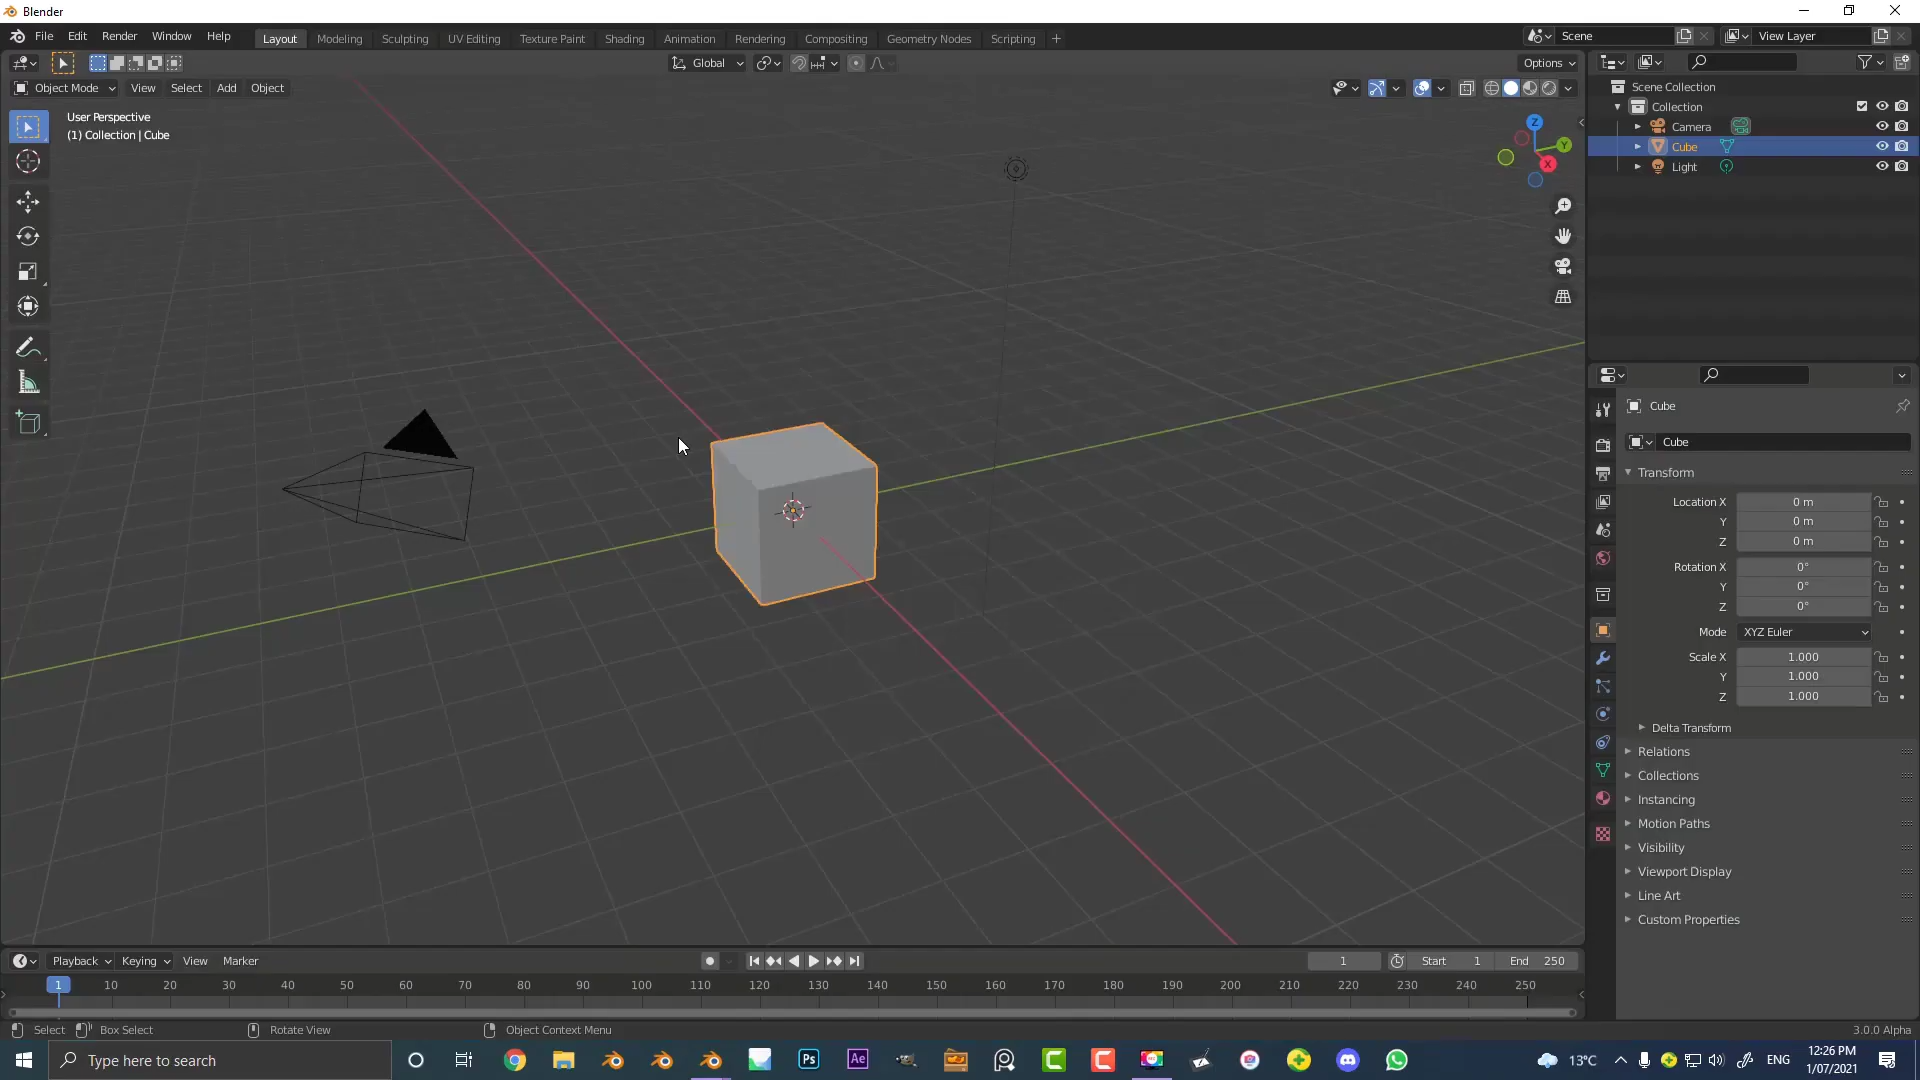 Blender
File Edit Render Window Help Layout Modeling Sculpting UV Editing Texture Paint Shading Animation Rendering Compositing Geometry Nodes Scripting + Scene View Layer
Global Options
Object Mode View Select Add Object
User Perspective
(1) Collection | Cube
Z
Y
X
Scene Collection
Collection
Camera
Cube
Light
Cube
Cube
Transform
Location X 0 m
Y 0 m
Z 0 m
Rotation X 0°
Y 0°
Z 0°
Mode XYZ Euler
Scale X 1.000
Y 1.000
Z 1.000
Delta Transform
Relations
Collections
Instancing
Motion Paths
Visibility
Viewport Display
Line Art
Custom Properties
Playback Keying View Marker 1 Start 1 End 250
1 10 20 30 40 50 60 70 80 90 100 110 120 130 140 150 160 170 180 190 200 210 220 230 240 250
Select Box Select Rotate View Object Context Menu 3.0.0 Alpha
Type here to search Ps Ae 13°C ENG 12:26 PM
1/07/2021